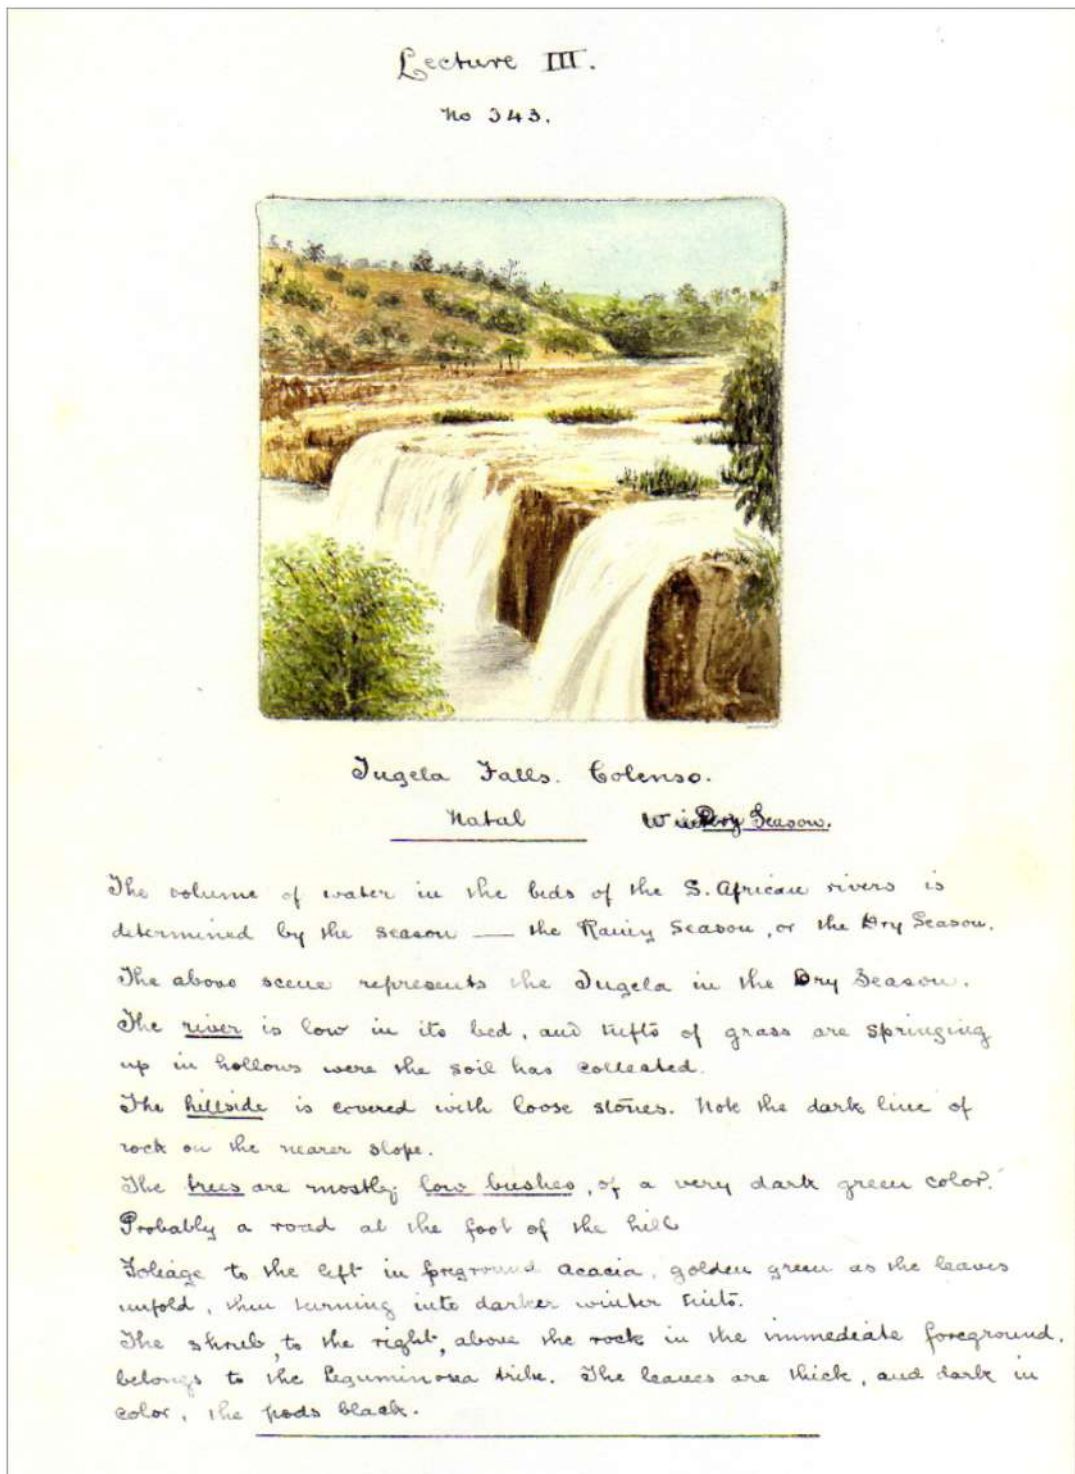 Lecture III.
No 343.
Tugela Falls. Colenso.
Natal Dry Season.
The volume of water in the beds of the S. African rivers is
determined by the season — the Rainy Season, or the Dry Season.
The above scene represents the Tugela in the Dry Season.
The river is low in its bed, and tufts of grass are springing
up in hollows were the soil has collected.
The hillside is covered with loose stones. Note the dark line of
rock on the nearer slope.
The trees are mostly low bushes, of a very dark green color.
Probably a road at the foot of the hill
Foliage to the left in foreground Acacia, golden green as the leaves
unfold, then turning into darker winter tints.
The shrub, to the right, above the rock in the immediate foreground,
belongs to the Leguminosa tribe. The leaves are thick, and dark in
color, the pods black.